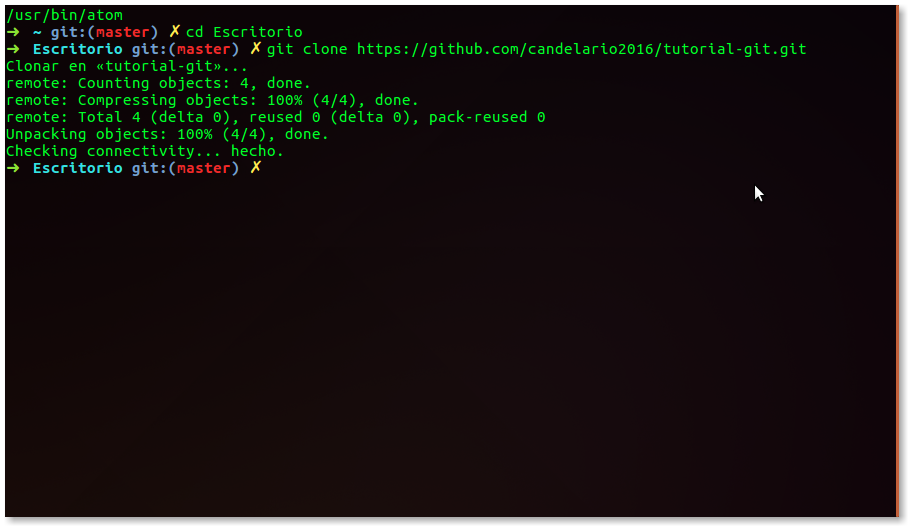 /usr/bin/atom
➜  ~ git:(master) ✗ cd Escritorio
➜  Escritorio git:(master) ✗ git clone https://github.com/candelario2016/tutorial-git.git
Clonar en «tutorial-git»...
remote: Counting objects: 4, done.
remote: Compressing objects: 100% (4/4), done.
remote: Total 4 (delta 0), reused 0 (delta 0), pack-reused 0
Unpacking objects: 100% (4/4), done.
Checking connectivity... hecho.
➜  Escritorio git:(master) ✗